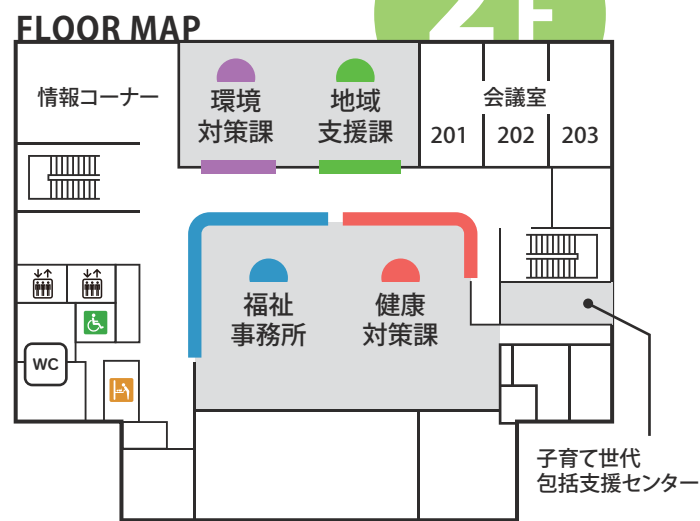 FLOOR MAP
2F
情報コーナー
環境
対策課
地域
支援課
会議室
201
202
203
福祉
事務所
健康
対策課
WC
子育て世代
包括支援センター